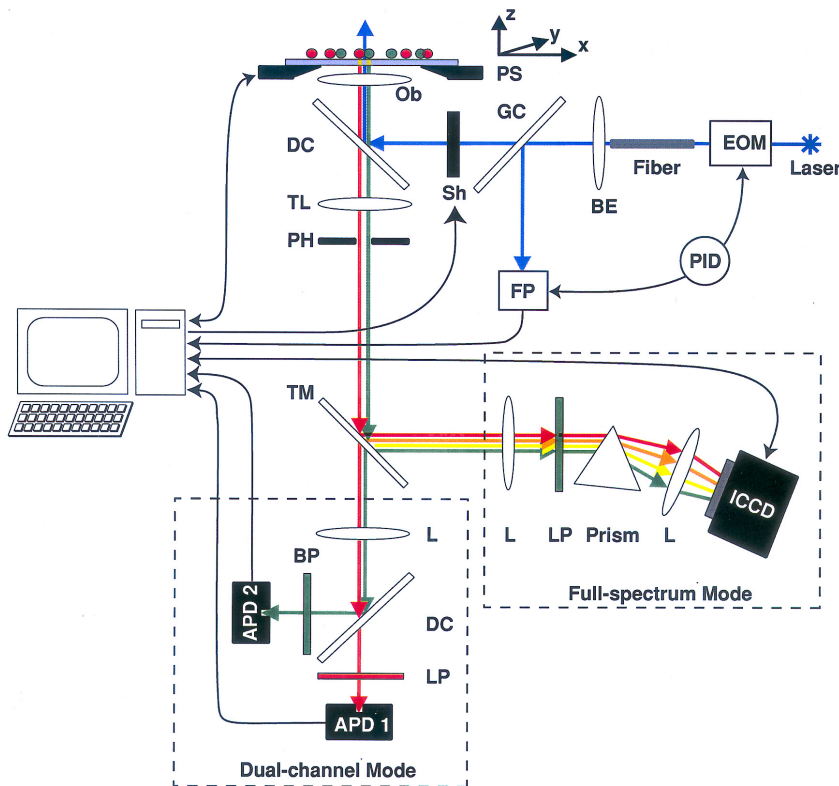 z
y
x
PS
Ob
GC
DC
EOM
Fiber
Laser
Sh
BE
TL
PH
PID
FP
TM
ICCD
L
LP
Prism
L
Full-spectrum Mode
L
BP
APD 2
DC
LP
APD 1
Dual-channel Mode